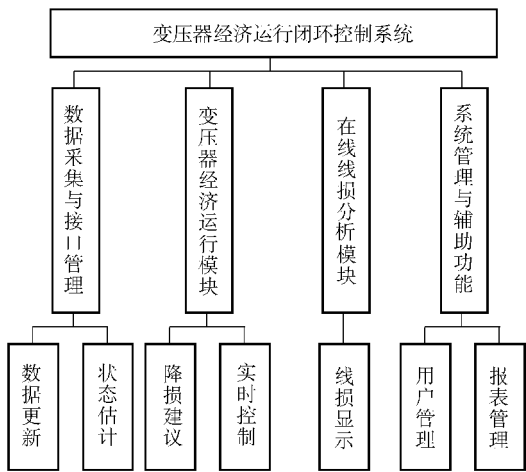 变压器经济运行闭环控制系统
数据采集与接口管理
变压器经济运行模块
在线线损分析模块
系统管理与辅助功能
数据更新
状态估计
降损建议
实时控制
线损显示
用户管理
报表管理